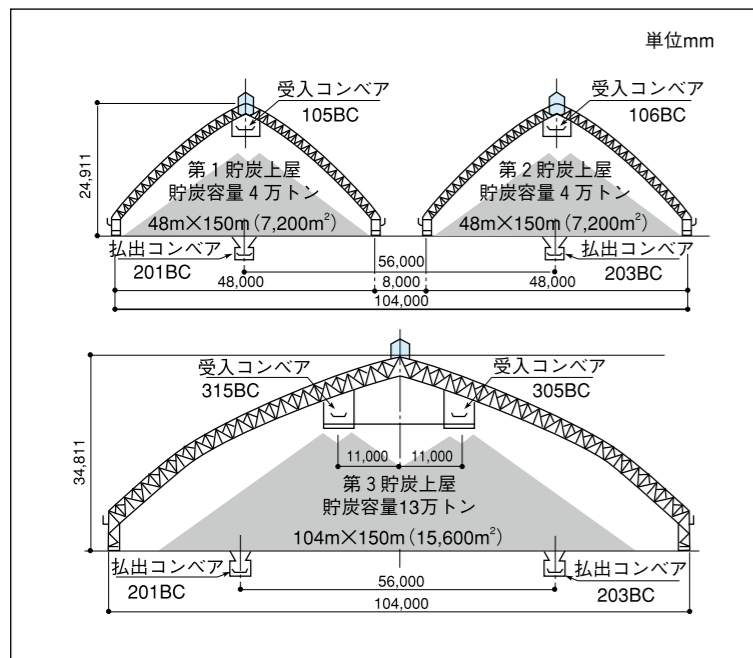 単位mm
受入コンベア
105BC
受入コンベア
106BC
24,911
第1貯炭上屋
貯炭容量4万トン
48m×150m(7,200m²)
第2貯炭上屋
貯炭容量4万トン
48m×150m(7,200m²)
払出コンベア
201BC
払出コンベア
203BC
56,000
48,000
8,000
48,000
104,000
受入コンベア
315BC
受入コンベア
305BC
34,811
11,000
11,000
第3貯炭上屋
貯炭容量13万トン
104m×150m(15,600m²)
払出コンベア
201BC
払出コンベア
203BC
56,000
104,000